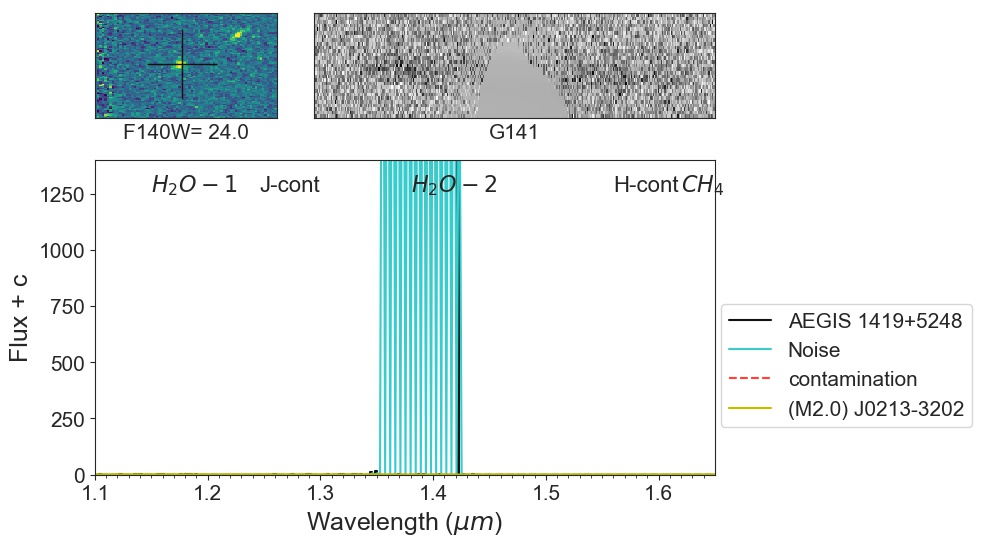 F140W= 24.0
G141
H₂O − 1 J-cont H₂O − 2 H-cont CH₄
1250
1000
750
500
250
0
Flux + c
1.1 1.2 1.3 1.4 1.5 1.6
Wavelength (μm)
AEGIS 1419+5248
Noise
contamination
(M2.0) J0213-3202